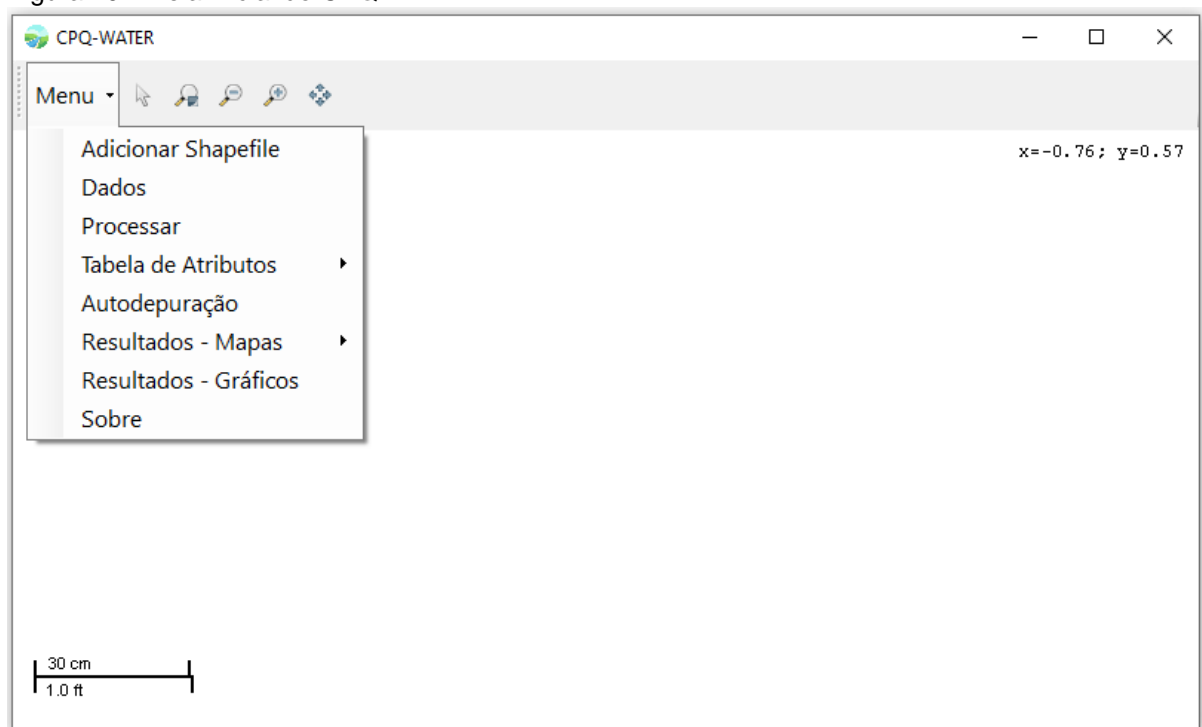 CPQ-WATER
Menu
Adicionar Shapefile
x=-0.76; y=0.57
Dados
Processar
Tabela de Atributos
Autodepuração
Resultados - Mapas
Resultados - Gráficos
Sobre
30 cm
1.0 ft